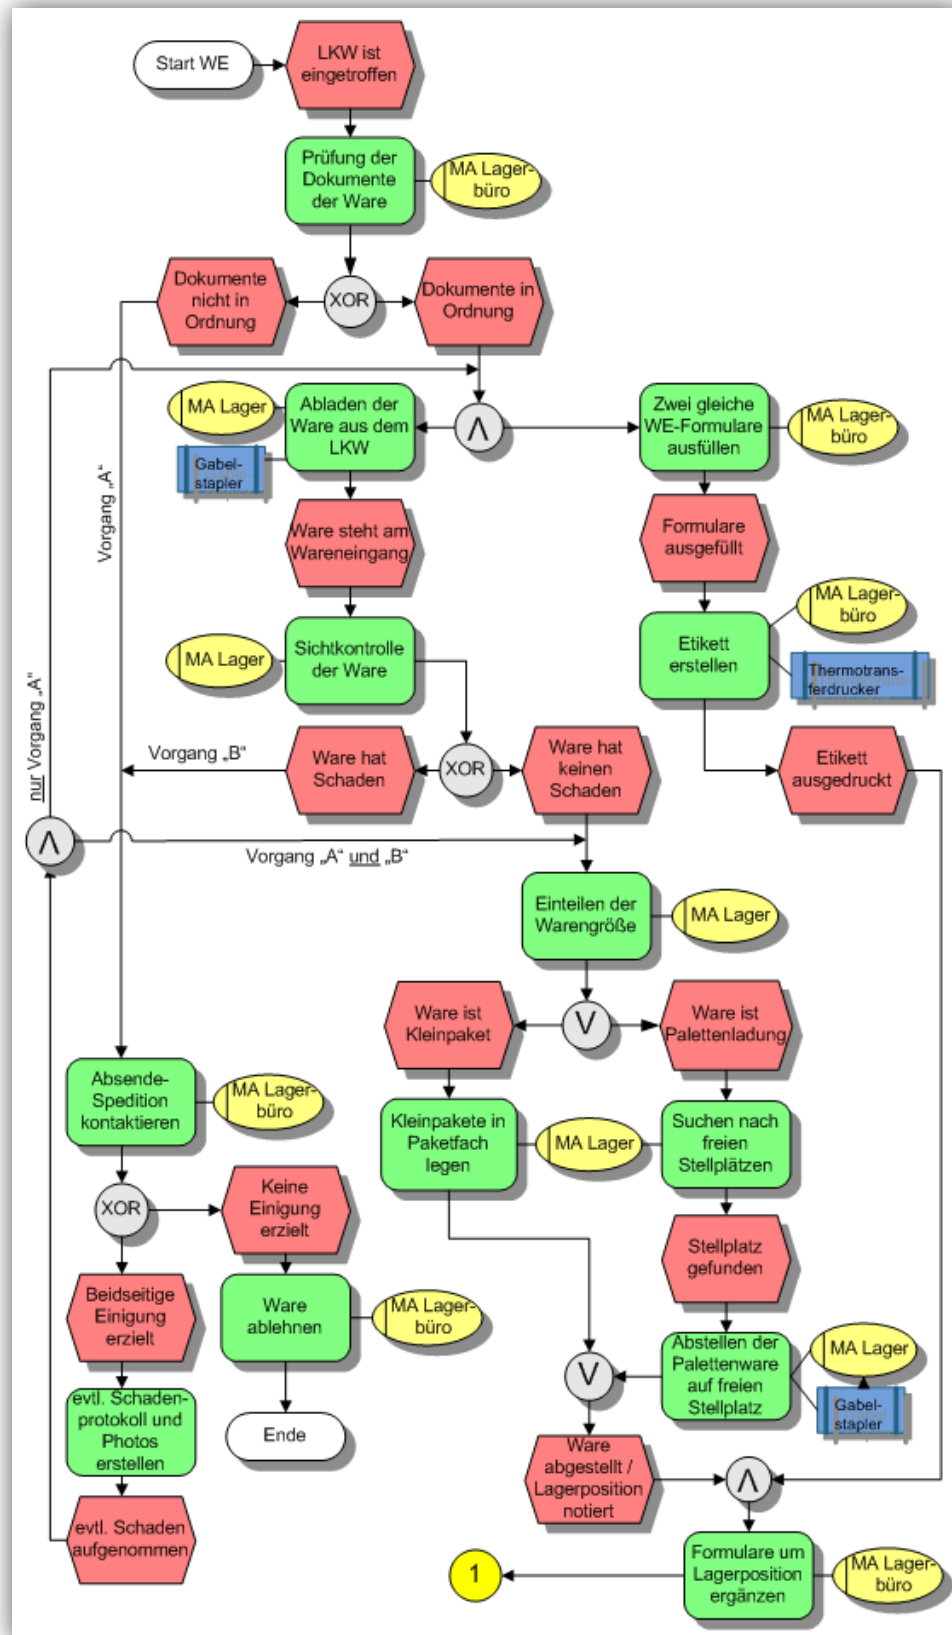 Start WE
LKW ist
eingetroffen
Prüfung der
Dokumente
der Ware
MA Lager-
büro
Dokumente
nicht in
Ordnung
XOR
Dokumente in
Ordnung
MA Lager
Abladen der
Ware aus dem
LKW
Λ
Zwei gleiche
WE-Formulare
ausfüllen
MA Lager-
büro
Gabel-
stapler
Vorgang „A“
Ware steht am
Wareneingang
Formulare
ausgefüllt
MA Lager
Sichtkontrolle
der Ware
Etikett
erstellen
MA Lager-
büro
Thermotrans-
ferdrucker
nur Vorgang „A“
Vorgang „B“
Ware hat
Schaden
XOR
Ware hat
keinen
Schaden
Etikett
ausgedruckt
Λ
Vorgang „A“ und „B“
Einteilen der
Warengröße
MA Lager
Ware ist
Kleinpaket
V
Ware ist
Palettenladung
Absende-
Spedition
kontaktieren
MA Lager-
büro
Kleinpakete in
Paketfach
legen
MA Lager
Suchen nach
freien
Stellplätzen
XOR
Keine
Einigung
erzielt
Stellplatz
gefunden
Beidseitige
Einigung
erzielt
Ware
ablehnen
MA Lager-
büro
V
Abstellen der
Palettenware
auf freien
Stellplatz
MA Lager
Gabel-
stapler
evtl. Schaden-
protokoll und
Photos
erstellen
Ende
Ware
abgestellt /
Lagerposition
notiert
Λ
evtl. Schaden
aufgenommen
1
Formulare um
Lagerposition
ergänzen
MA Lager-
büro